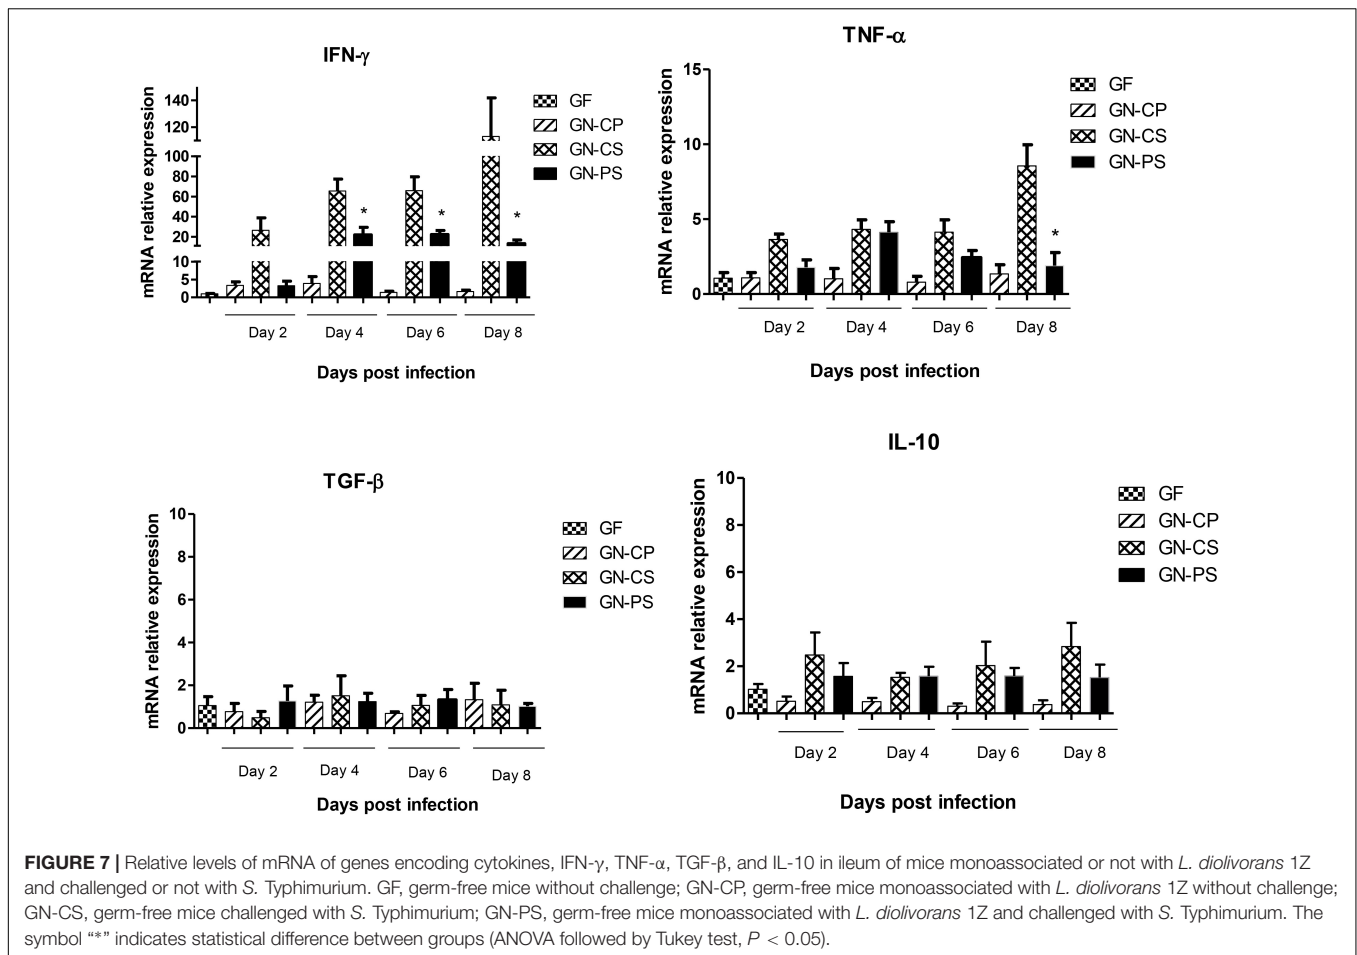 IFN-γ
mRNA relative expression
140
120
100
80
60
40
20
10
5
0
GF
GN-CP
GN-CS
GN-PS
*
*
*
Day 2
Day 4
Day 6
Day 8
Days post infection
TNF-α
mRNA relative expression
15
10
5
0
GF
GN-CP
GN-CS
GN-PS
*
Day 2
Day 4
Day 6
Day 8
Days post infection
TGF-β
mRNA relative expression
10
8
6
4
2
0
GF
GN-CP
GN-CS
GN-PS
Day 2
Day 4
Day 6
Day 8
Days post infection
IL-10
mRNA relative expression
10
8
6
4
2
0
GF
GN-CP
GN-CS
GN-PS
Day 2
Day 4
Day 6
Day 8
Days post infection
FIGURE 7 | Relative levels of mRNA of genes encoding cytokines, IFN-γ, TNF-α, TGF-β, and IL-10 in ileum of mice monoassociated or not with L. diolivorans 1Z
and challenged or not with S. Typhimurium. GF, germ-free mice without challenge; GN-CP, germ-free mice monoassociated with L. diolivorans 1Z without challenge;
GN-CS, germ-free mice challenged with S. Typhimurium; GN-PS, germ-free mice monoassociated with L. diolivorans 1Z and challenged with S. Typhimurium. The
symbol “*” indicates statistical difference between groups (ANOVA followed by Tukey test, P < 0.05).